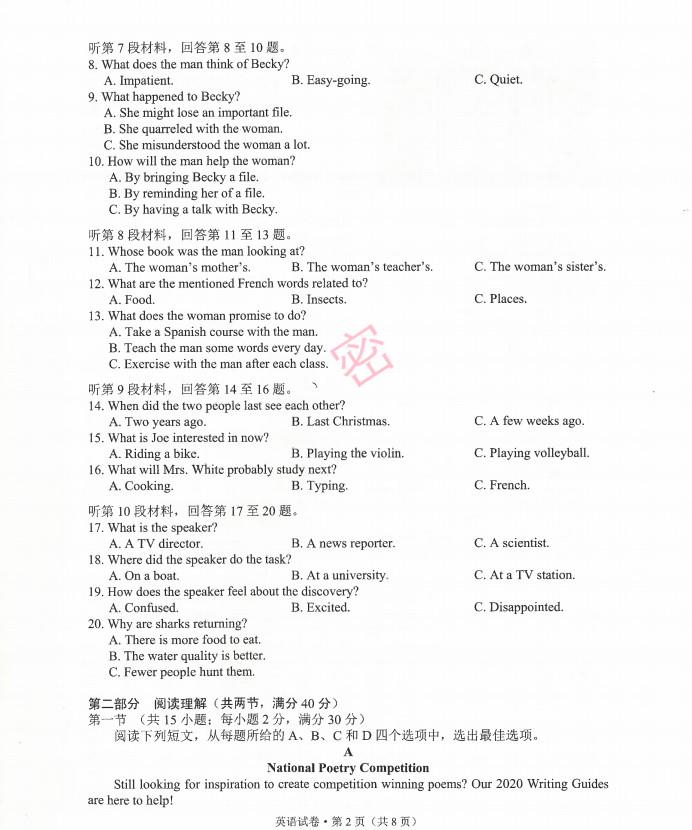 听第 7 段材料，回答第 8 至 10 题。
8. What does the man think of Becky?
A. Impatient. B. Easy-going. C. Quiet.
9. What happened to Becky?
A. She might lose an important file.
B. She quarreled with the woman.
C. She misunderstood the woman a lot.
10. How will the man help the woman?
A. By bringing Becky a file.
B. By reminding her of a file.
C. By having a talk with Becky.
听第 8 段材料，回答第 11 至 13 题。
11. Whose book was the man looking at?
A. The woman's mother's. B. The woman's teacher's. C. The woman's sister's.
12. What are the mentioned French words related to?
A. Food. B. Insects. C. Places.
13. What does the woman promise to do?
A. Take a Spanish course with the man.
B. Teach the man some words every day.
C. Exercise with the man after each class.
密
听第 9 段材料，回答第 14 至 16 题。
14. When did the two people last see each other?
A. Two years ago. B. Last Christmas. C. A few weeks ago.
15. What is Joe interested in now?
A. Riding a bike. B. Playing the violin. C. Playing volleyball.
16. What will Mrs. White probably study next?
A. Cooking. B. Typing. C. French.
听第 10 段材料，回答第 17 至 20 题。
17. What is the speaker?
A. A TV director. B. A news reporter. C. A scientist.
18. Where did the speaker do the task?
A. On a boat. B. At a university. C. At a TV station.
19. How does the speaker feel about the discovery?
A. Confused. B. Excited. C. Disappointed.
20. Why are sharks returning?
A. There is more food to eat.
B. The water quality is better.
C. Fewer people hunt them.
第二部分 阅读理解（共两节，满分 40 分）
第一节 （共 15 小题；每小题 2 分，满分 30 分）
阅读下列短文，从每题所给的 A、B、C 和 D 四个选项中，选出最佳选项。
A
National Poetry Competition
Still looking for inspiration to create competition winning poems? Our 2020 Writing Guides
are here to help!
英语试卷·第 2 页（共 8 页）